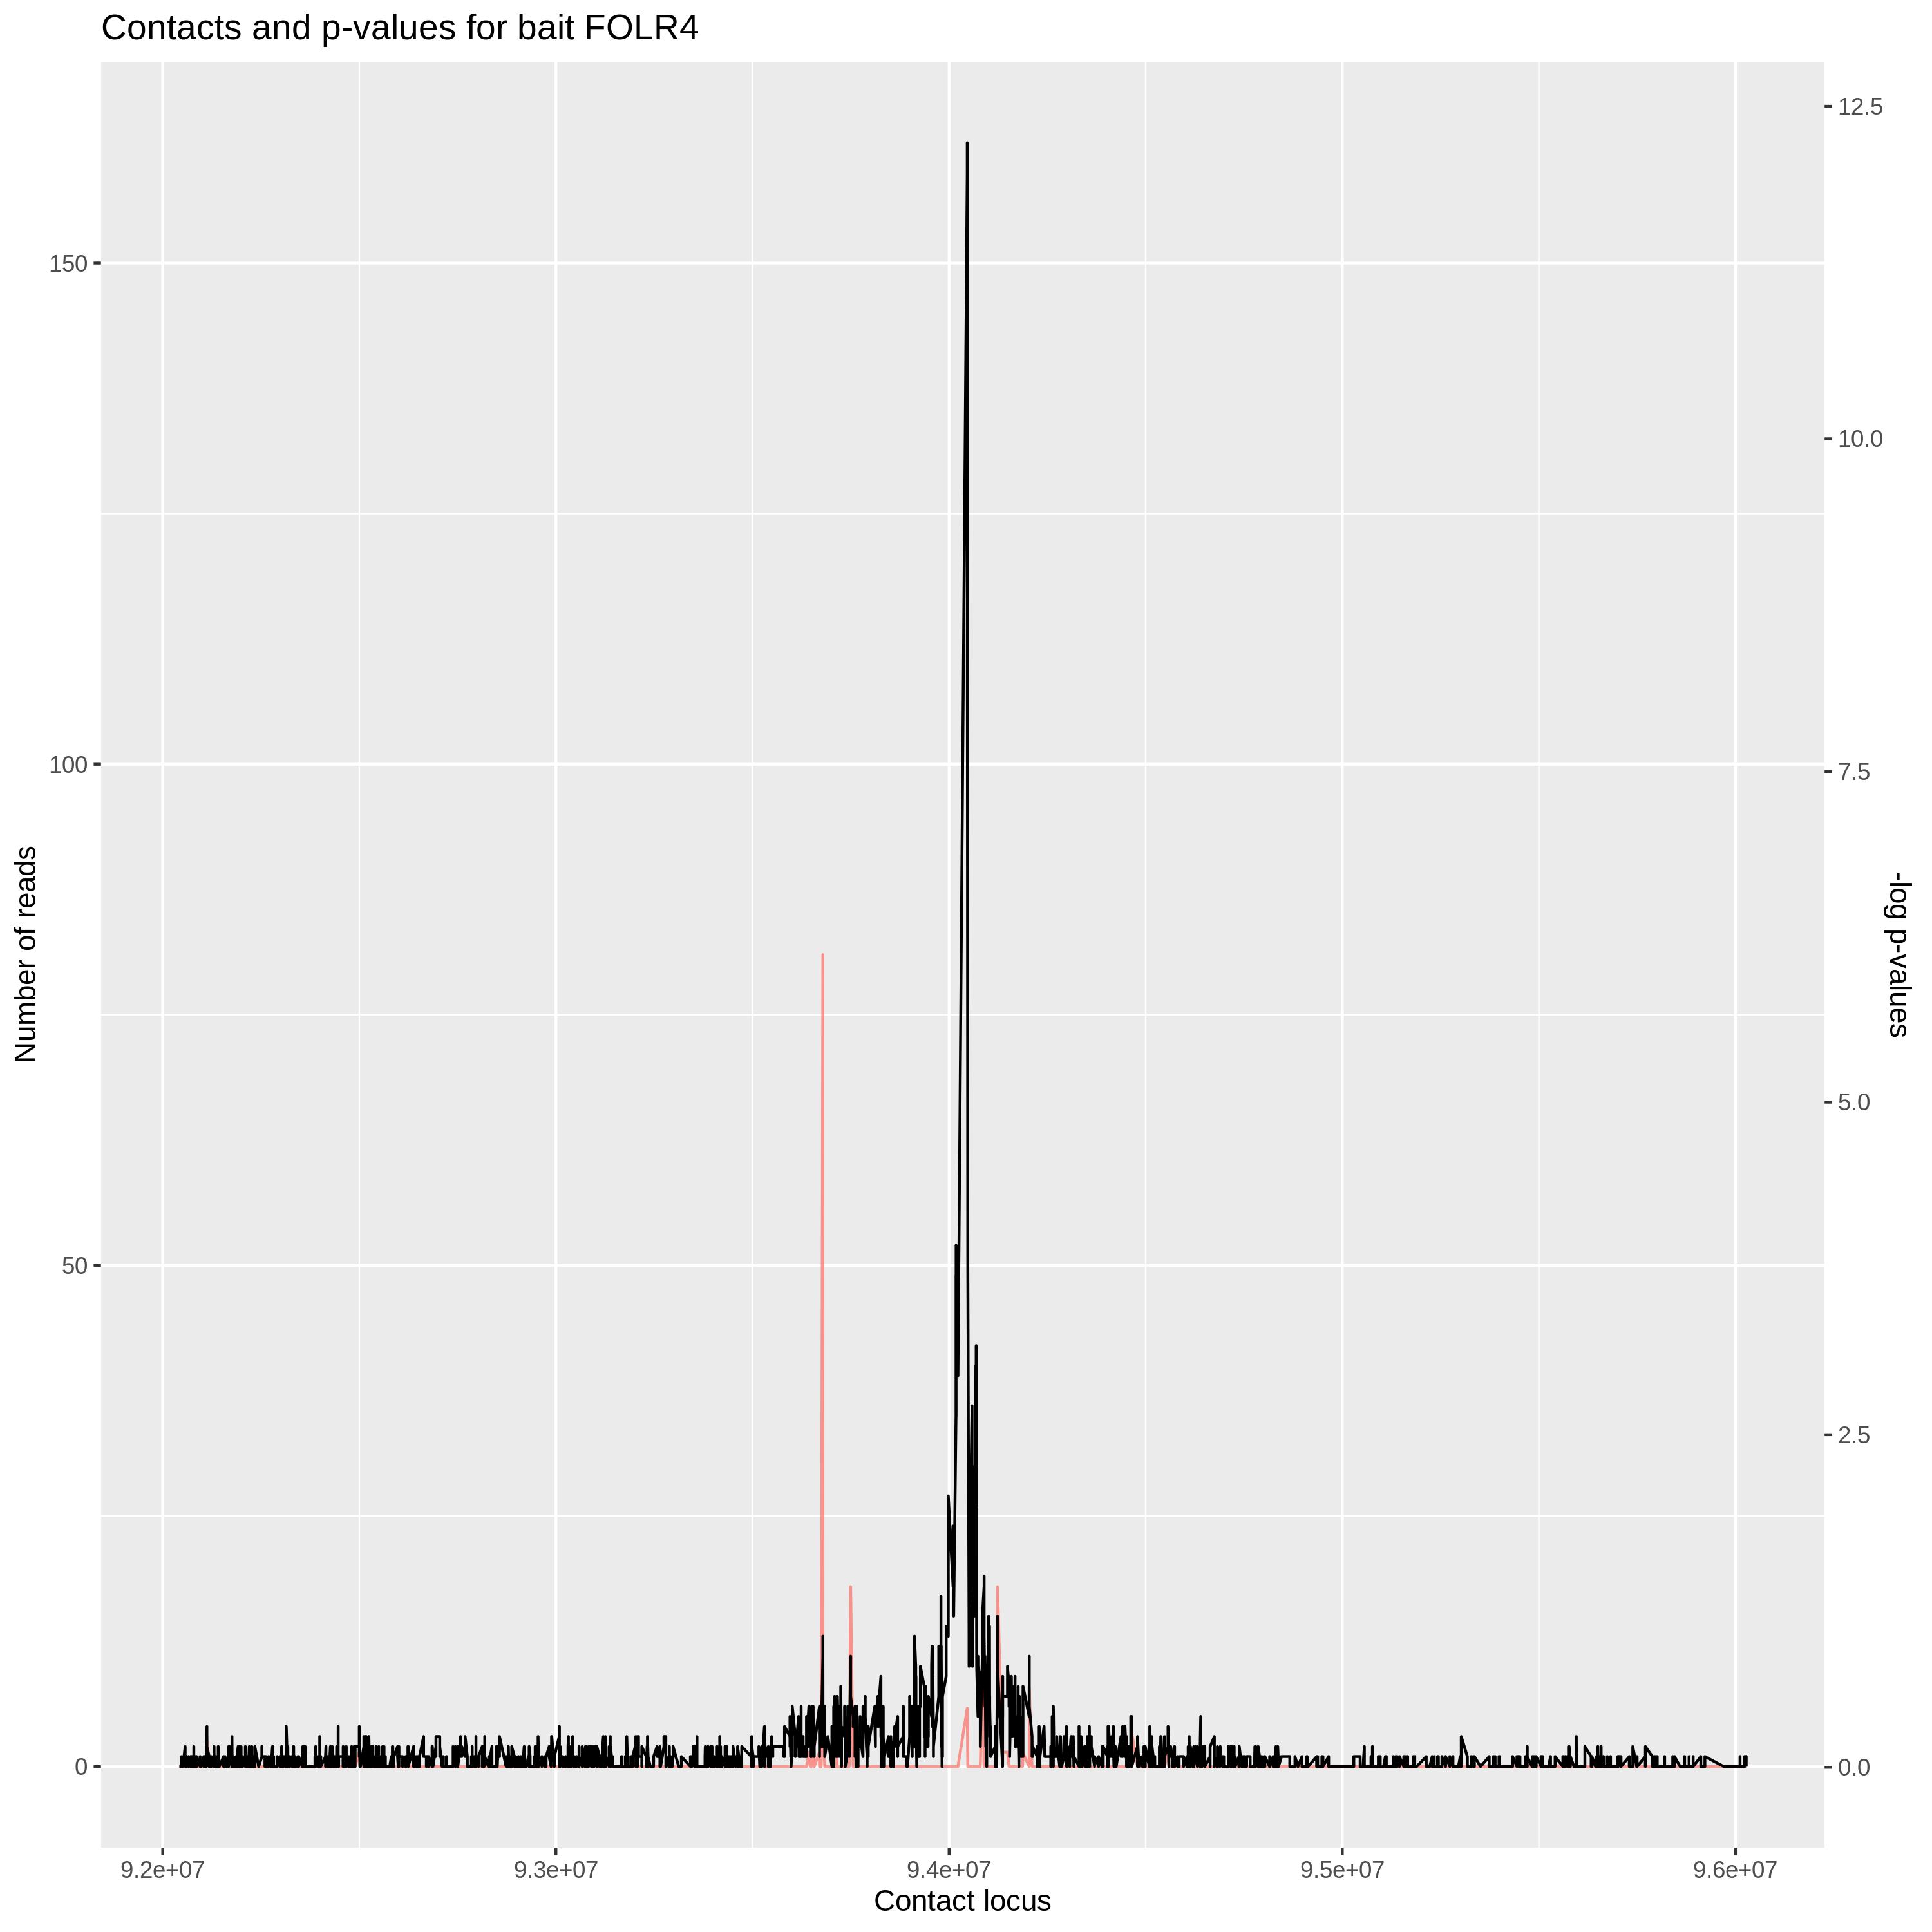 Contacts and p-values for bait FOLR4
12.5
150
10.0
100
7.5
Number of reads
-log p-values
5.0
50
2.5
0
0.0
9.2e+07
9.3e+07
9.4e+07
9.5e+07
9.6e+07
Contact locus